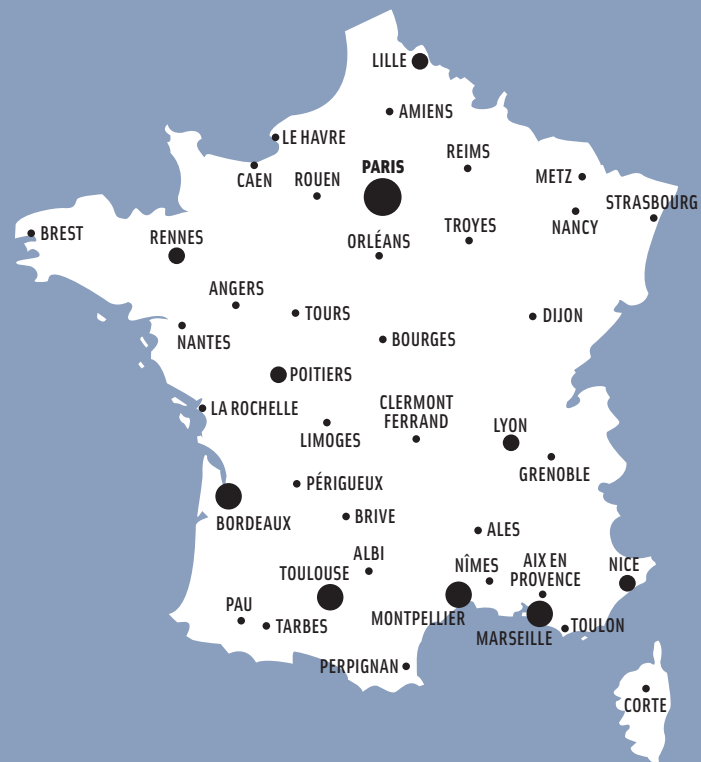 LILLE
AMIENS
LE HAVRE
REIMS
PARIS
CAEN
ROUEN
METZ
STRASBOURG
BREST
RENNES
ORLÉANS
TROYES
NANCY
ANGERS
TOURS
DIJON
NANTES
BOURGES
POITIERS
LA ROCHELLE
CLERMONT
FERRAND
LIMOGES
LYON
GRENOBLE
PÉRIGUEUX
BORDEAUX
BRIVE
ALES
ALBI
TOULOUSE
NÎMES
AIX EN
PROVENCE
NICE
PAU
TARBES
MONTPELLIER
MARSEILLE
TOULON
PERPIGNAN
CORTE